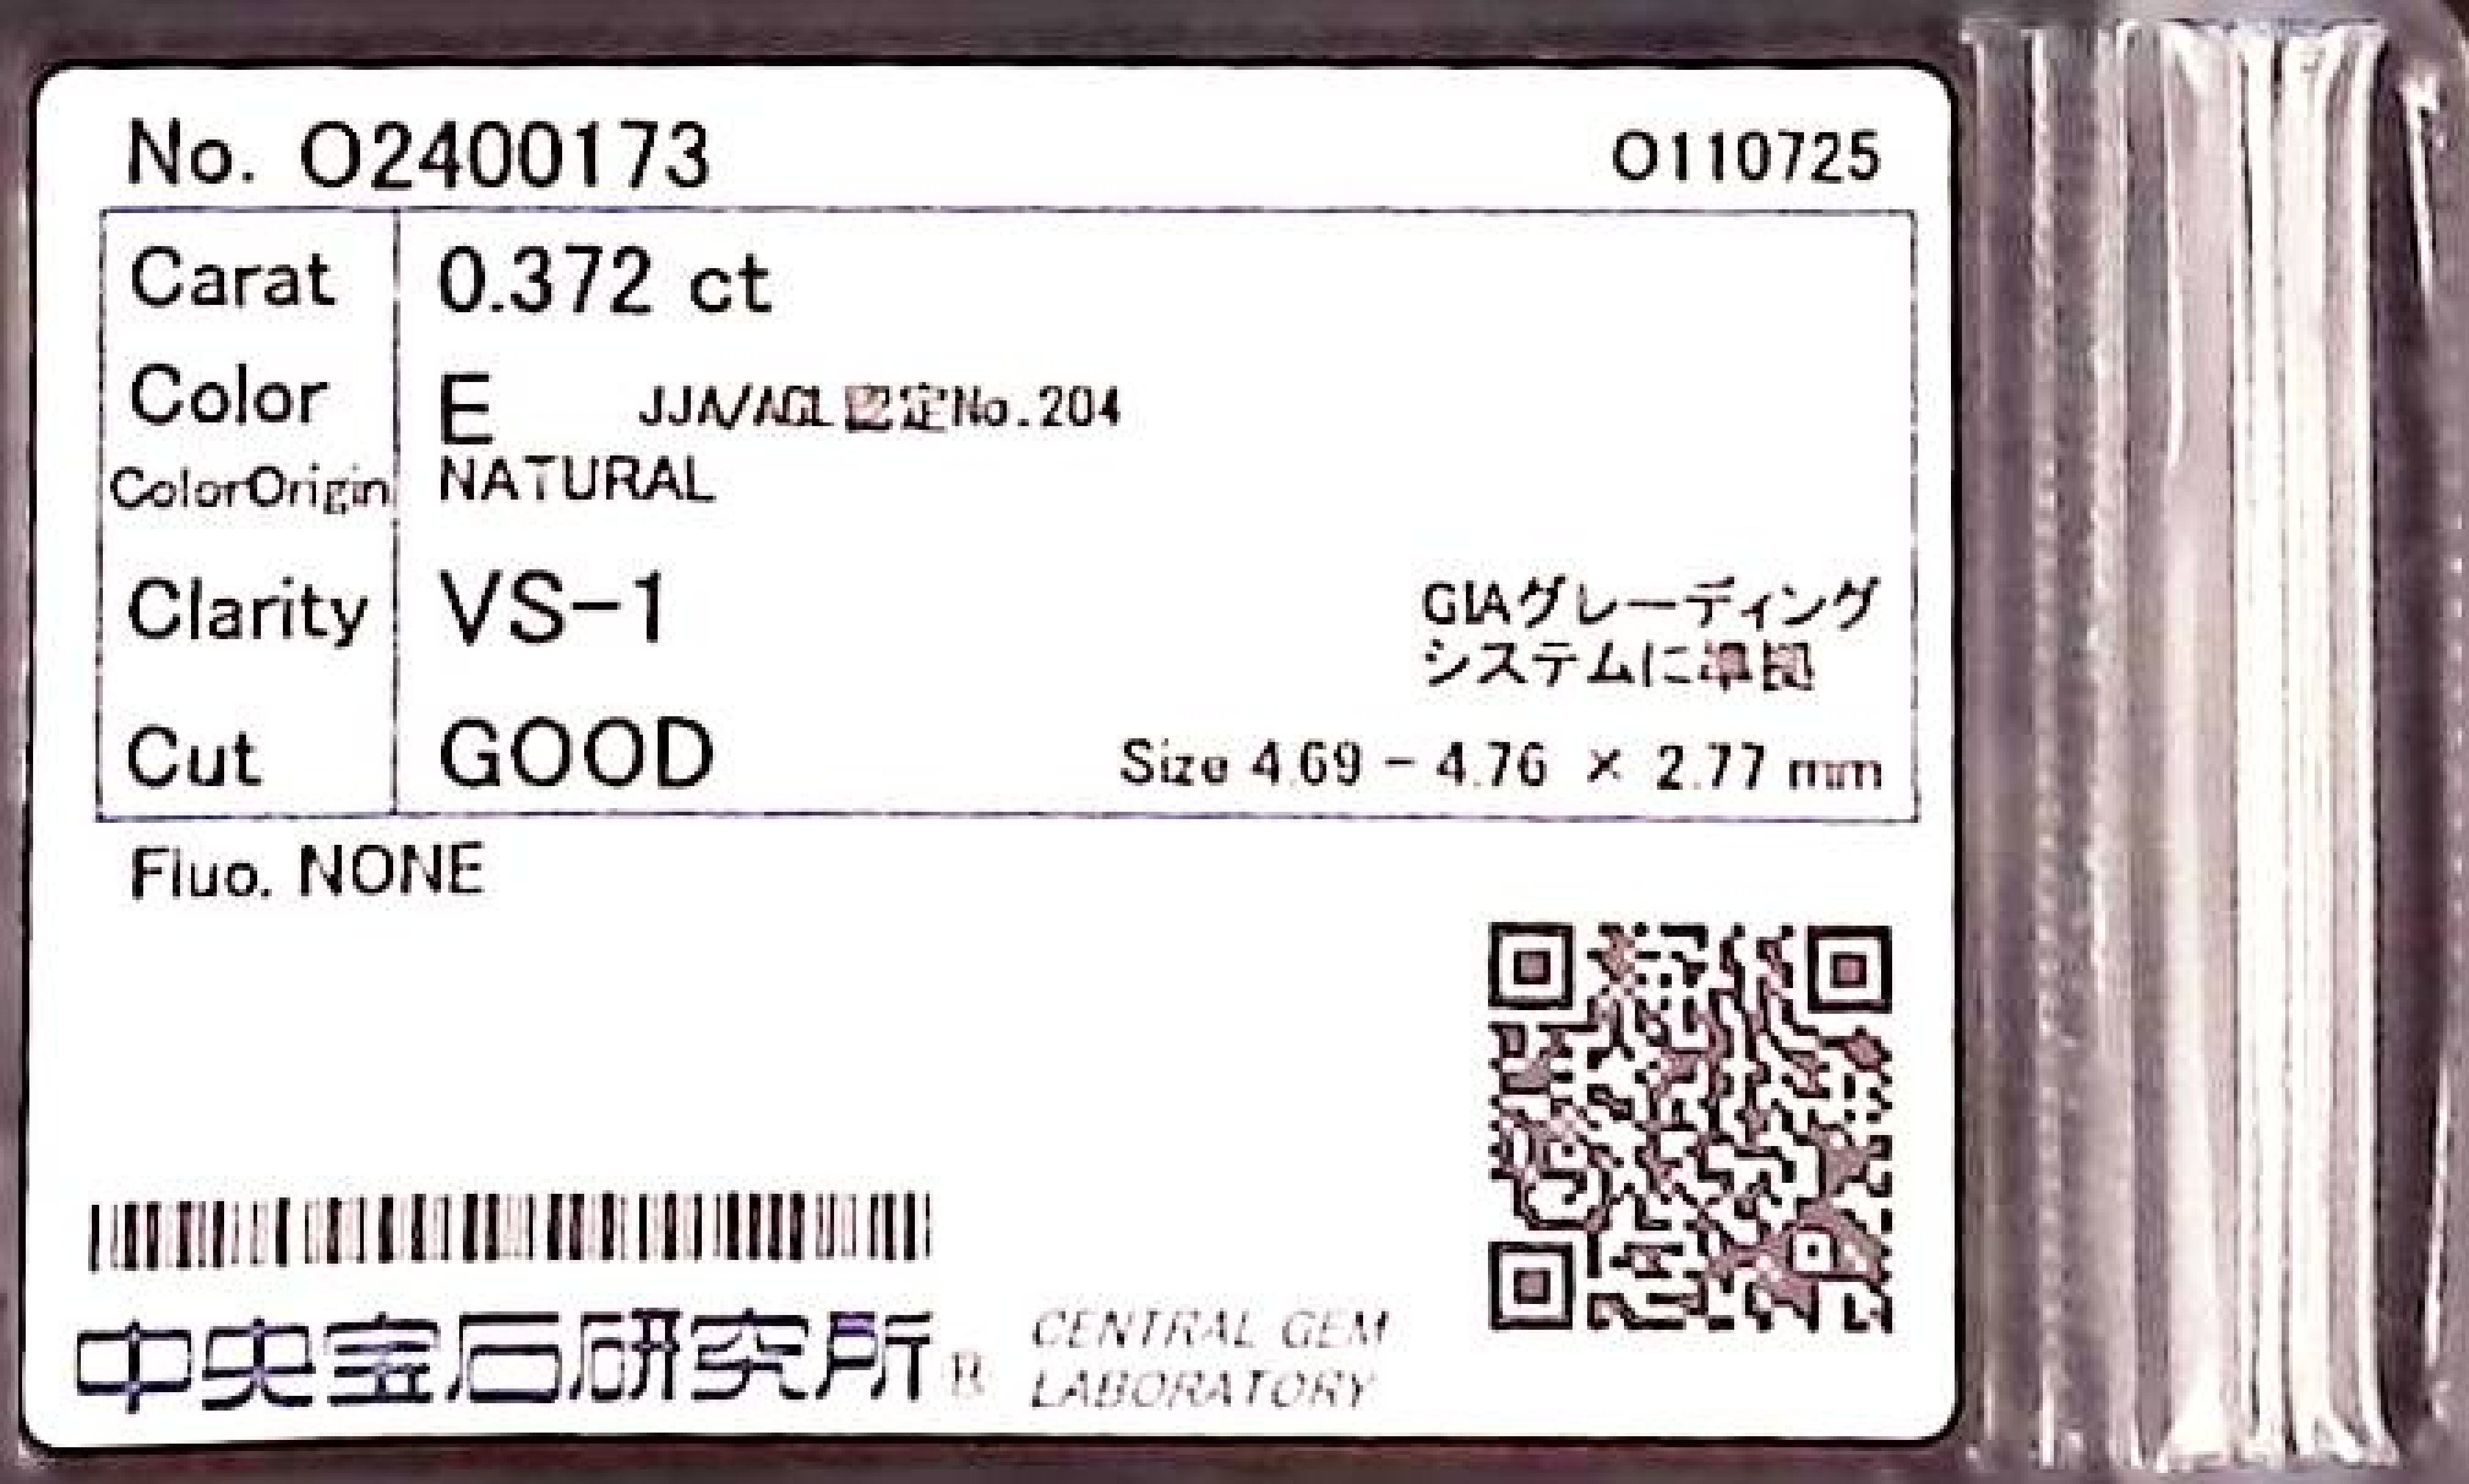 No. O2400173
O110725
Carat 0.372 ct
Color E JJA/AGL認定No.204
ColorOrigin NATURAL
Clarity VS-1
GIAグレーディング
システムに準拠
Cut GOOD
Size 4.69 - 4.76 × 2.77 mm
Fluo. NONE
中央宝石研究所 R
CENTRAL GEM
LABORATORY